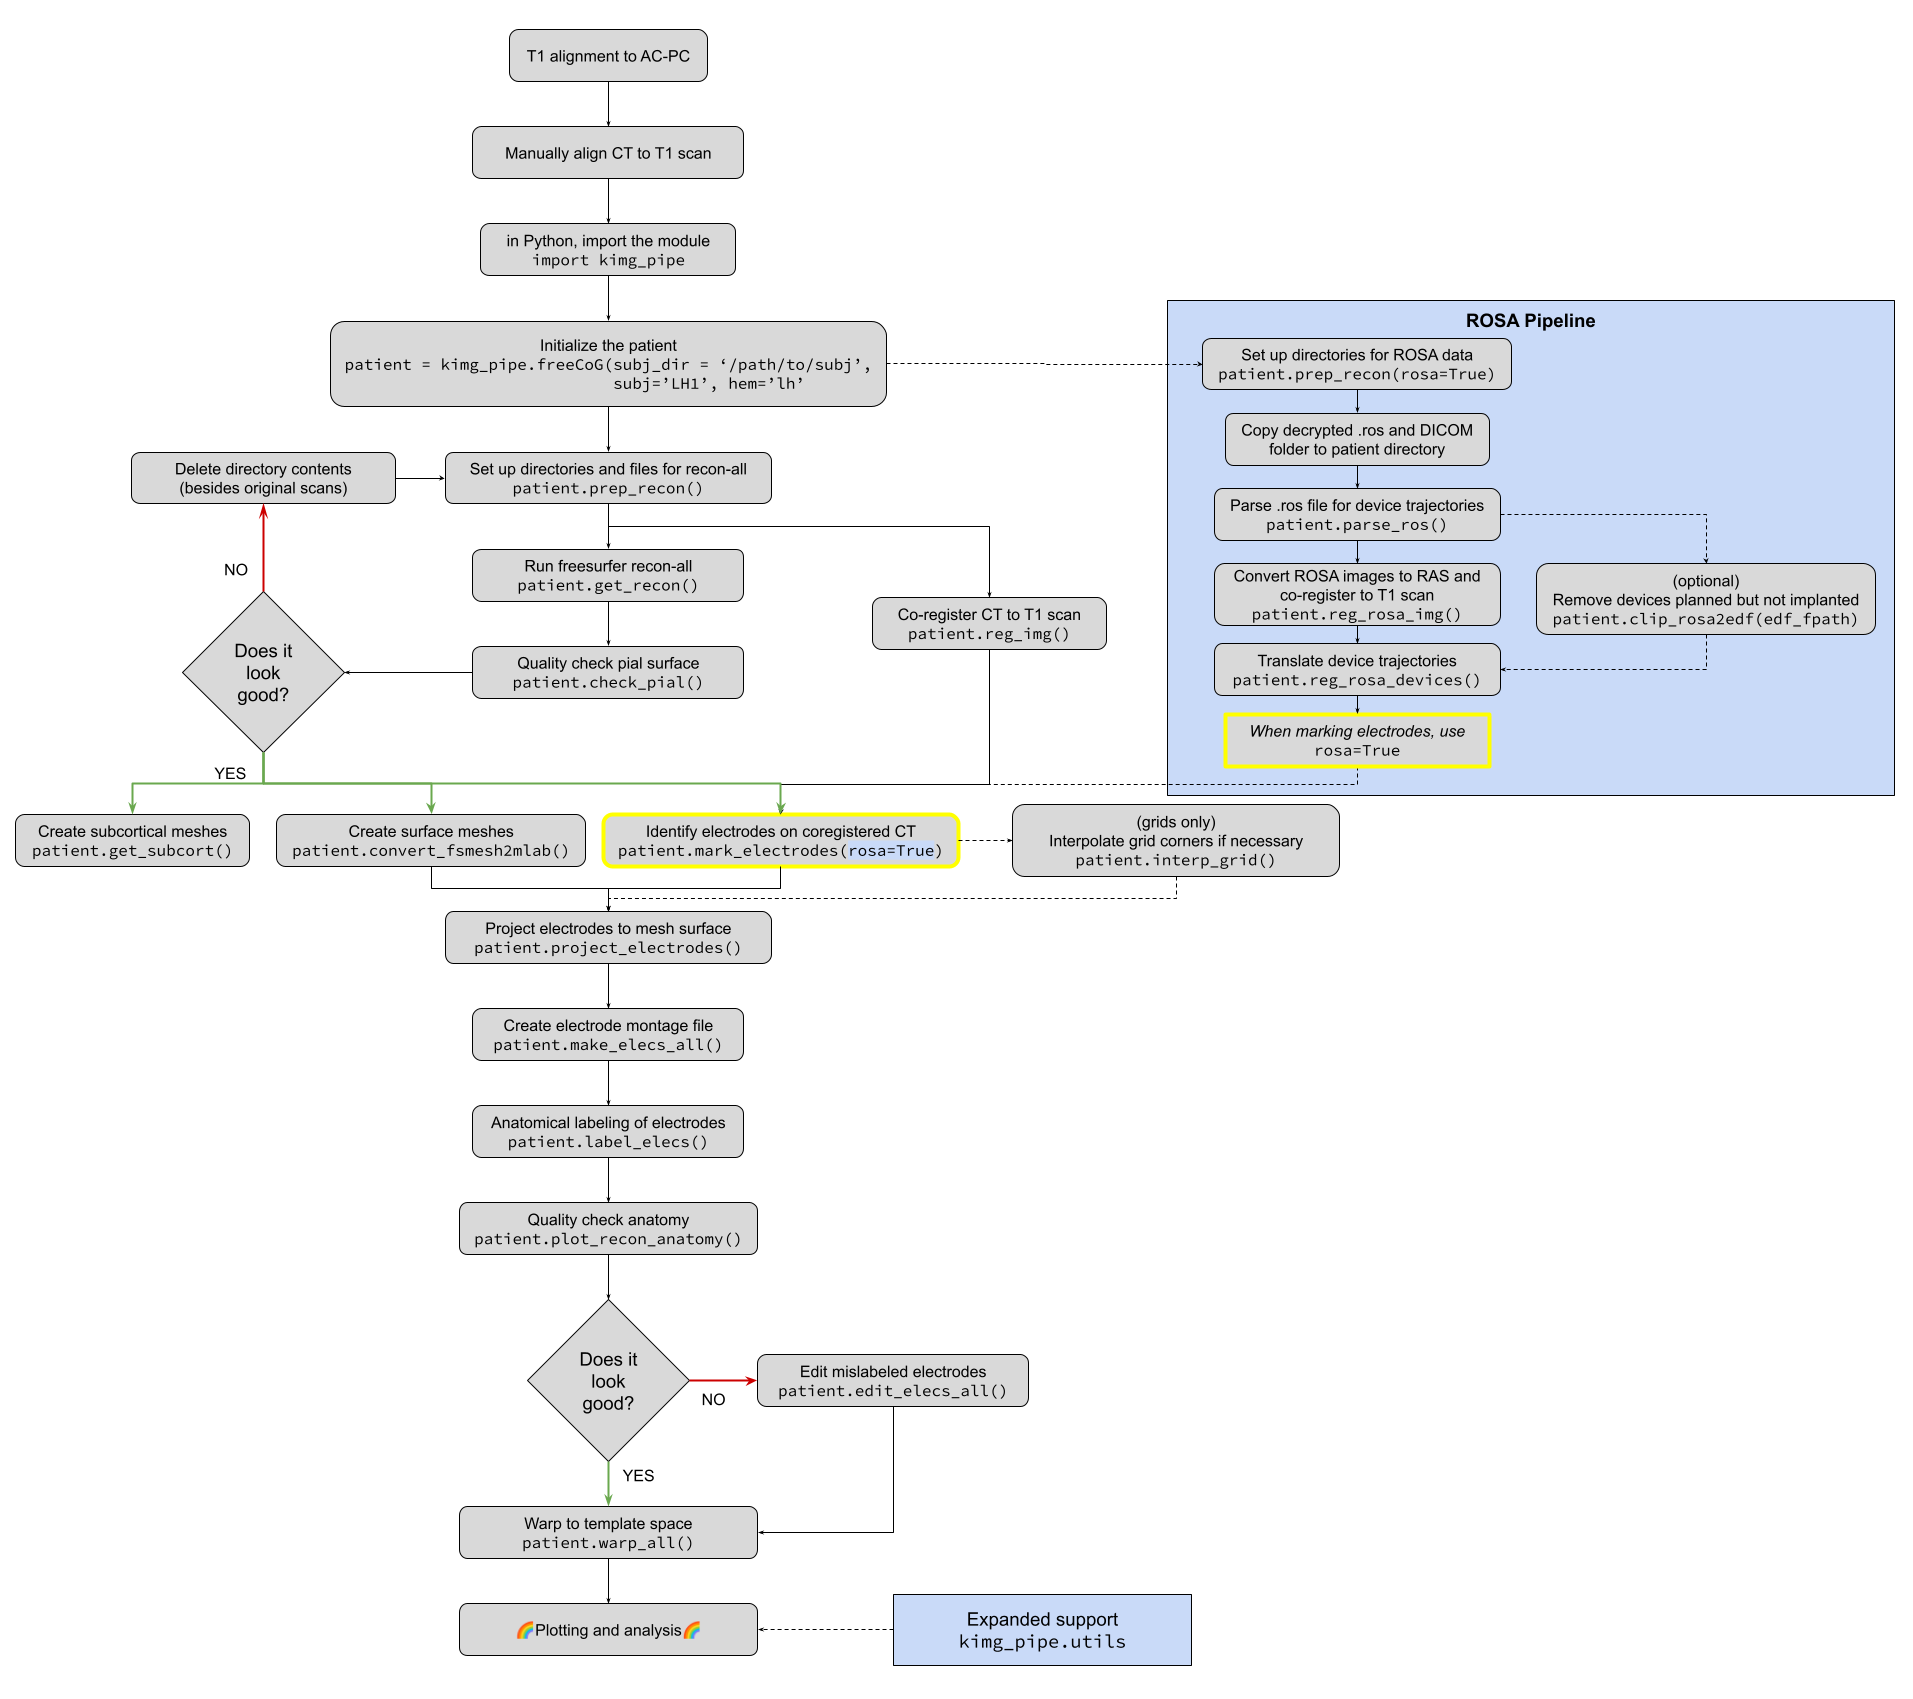 T1 alignment to AC-PC
Manually align CT to T1 scan
in Python, import the module
import kimg_pipe
Initialize the patient
patient = kimg_pipe.freeCoG(subj_dir = ‘/path/to/subj’,
subj=’LH1’, hem=’lh’
ROSA Pipeline
Set up directories for ROSA data
patient.prep_recon(rosa=True)
Copy decrypted .ros and DICOM
folder to patient directory
Parse .ros file for device trajectories
patient.parse_ros()
Convert ROSA images to RAS and
co-register to T1 scan
patient.reg_rosa_img()
(optional)
Remove devices planned but not implanted
patient.clip_rosa2edf(edf_fpath)
Translate device trajectories
patient.reg_rosa_devices()
When marking electrodes, use
rosa=True
Delete directory contents
(besides original scans)
Set up directories and files for recon-all
patient.prep_recon()
NO
Run freesurfer recon-all
patient.get_recon()
Co-register CT to T1 scan
patient.reg_img()
Does it
look
good?
Quality check pial surface
patient.check_pial()
YES
Create subcortical meshes
patient.get_subcort()
Create surface meshes
patient.convert_fsmesh2mlab()
Identify electrodes on coregistered CT
patient.mark_electrodes(rosa=True)
(grids only)
Interpolate grid corners if necessary
patient.interp_grid()
Project electrodes to mesh surface
patient.project_electrodes()
Create electrode montage file
patient.make_elecs_all()
Anatomical labeling of electrodes
patient.label_elecs()
Quality check anatomy
patient.plot_recon_anatomy()
Does it
look
good?
NO
Edit mislabeled electrodes
patient.edit_elecs_all()
YES
Warp to template space
patient.warp_all()
🌈Plotting and analysis🌈
Expanded support
kimg_pipe.utils